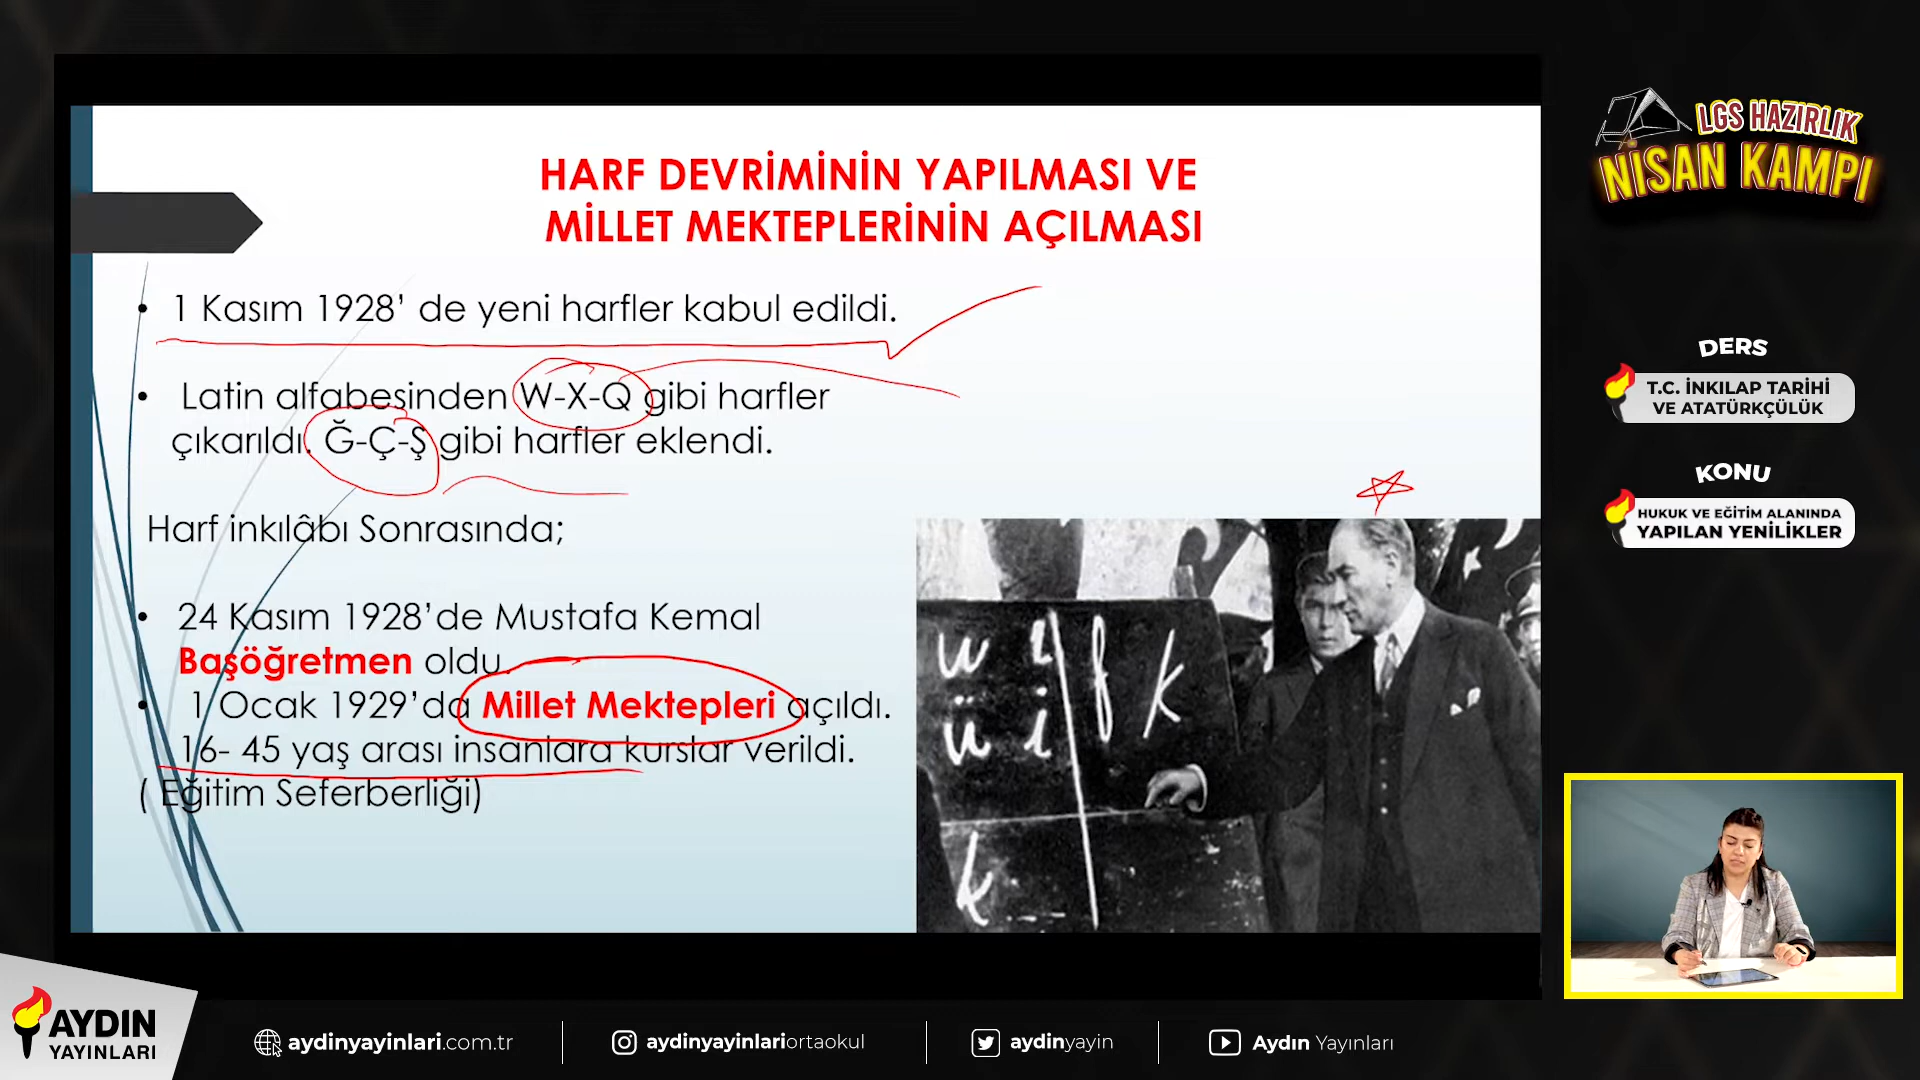 HARF DEVRİMİNİN YAPILMASI VE
MİLLET MEKTEPLERİNİN AÇILMASI
• 1 Kasım 1928’ de yeni harfler kabul edildi.
• Latin alfabesinden W-X-Q gibi harfler
çıkarıldı. Ğ-Ç-Ş gibi harfler eklendi.
Harf inkılâbı Sonrasında;
• 24 Kasım 1928’de Mustafa Kemal
Başöğretmen oldu.
• 1 Ocak 1929’da Millet Mektepleri açıldı.
16- 45 yaş arası insanlara kurslar verildi.
( Eğitim Seferberliği)
ü i
k
f k
LGS HAZIRLIK
NİSAN KAMPI
DERS
T.C. İNKILAP TARİHİ
VE ATATÜRKÇÜLÜK
KONU
HUKUK VE EĞİTİM ALANINDA
YAPILAN YENİLİKLER
AYDIN
YAYINLARI
aydinyayinlari.com.tr
aydinyayinlariortaokul
aydinyayin
Aydın Yayınları